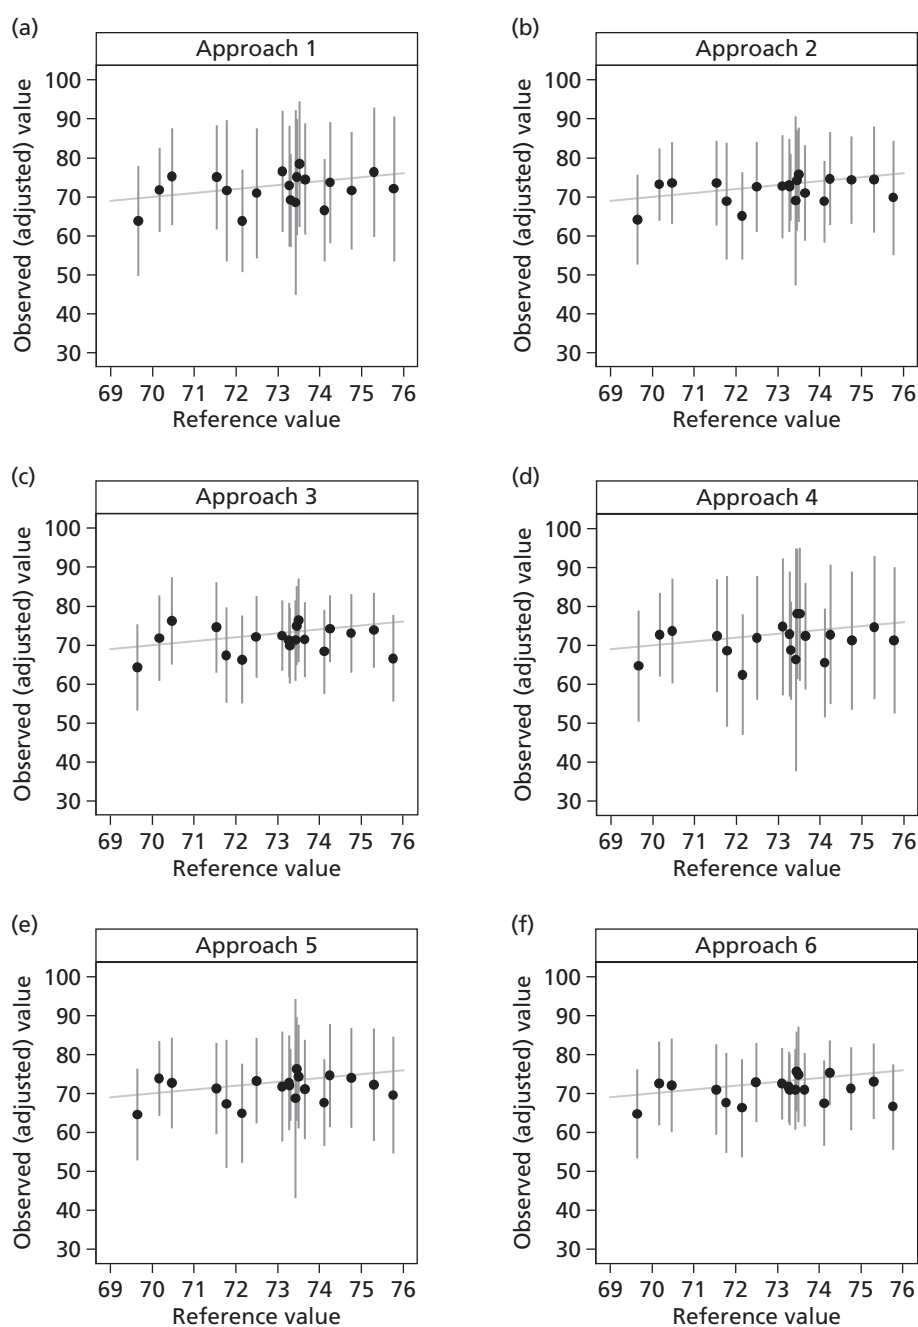 (a)
Approach 1
Observed (adjusted) value
100
90
80
70
60
50
40
30
69 70 71 72 73 74 75 76
Reference value
(b)
Approach 2
Observed (adjusted) value
100
90
80
70
60
50
40
30
69 70 71 72 73 74 75 76
Reference value
(c)
Approach 3
Observed (adjusted) value
100
90
80
70
60
50
40
30
69 70 71 72 73 74 75 76
Reference value
(d)
Approach 4
Observed (adjusted) value
100
90
80
70
60
50
40
30
69 70 71 72 73 74 75 76
Reference value
(e)
Approach 5
Observed (adjusted) value
100
90
80
70
60
50
40
30
69 70 71 72 73 74 75 76
Reference value
(f)
Approach 6
Observed (adjusted) value
100
90
80
70
60
50
40
30
69 70 71 72 73 74 75 76
Reference value